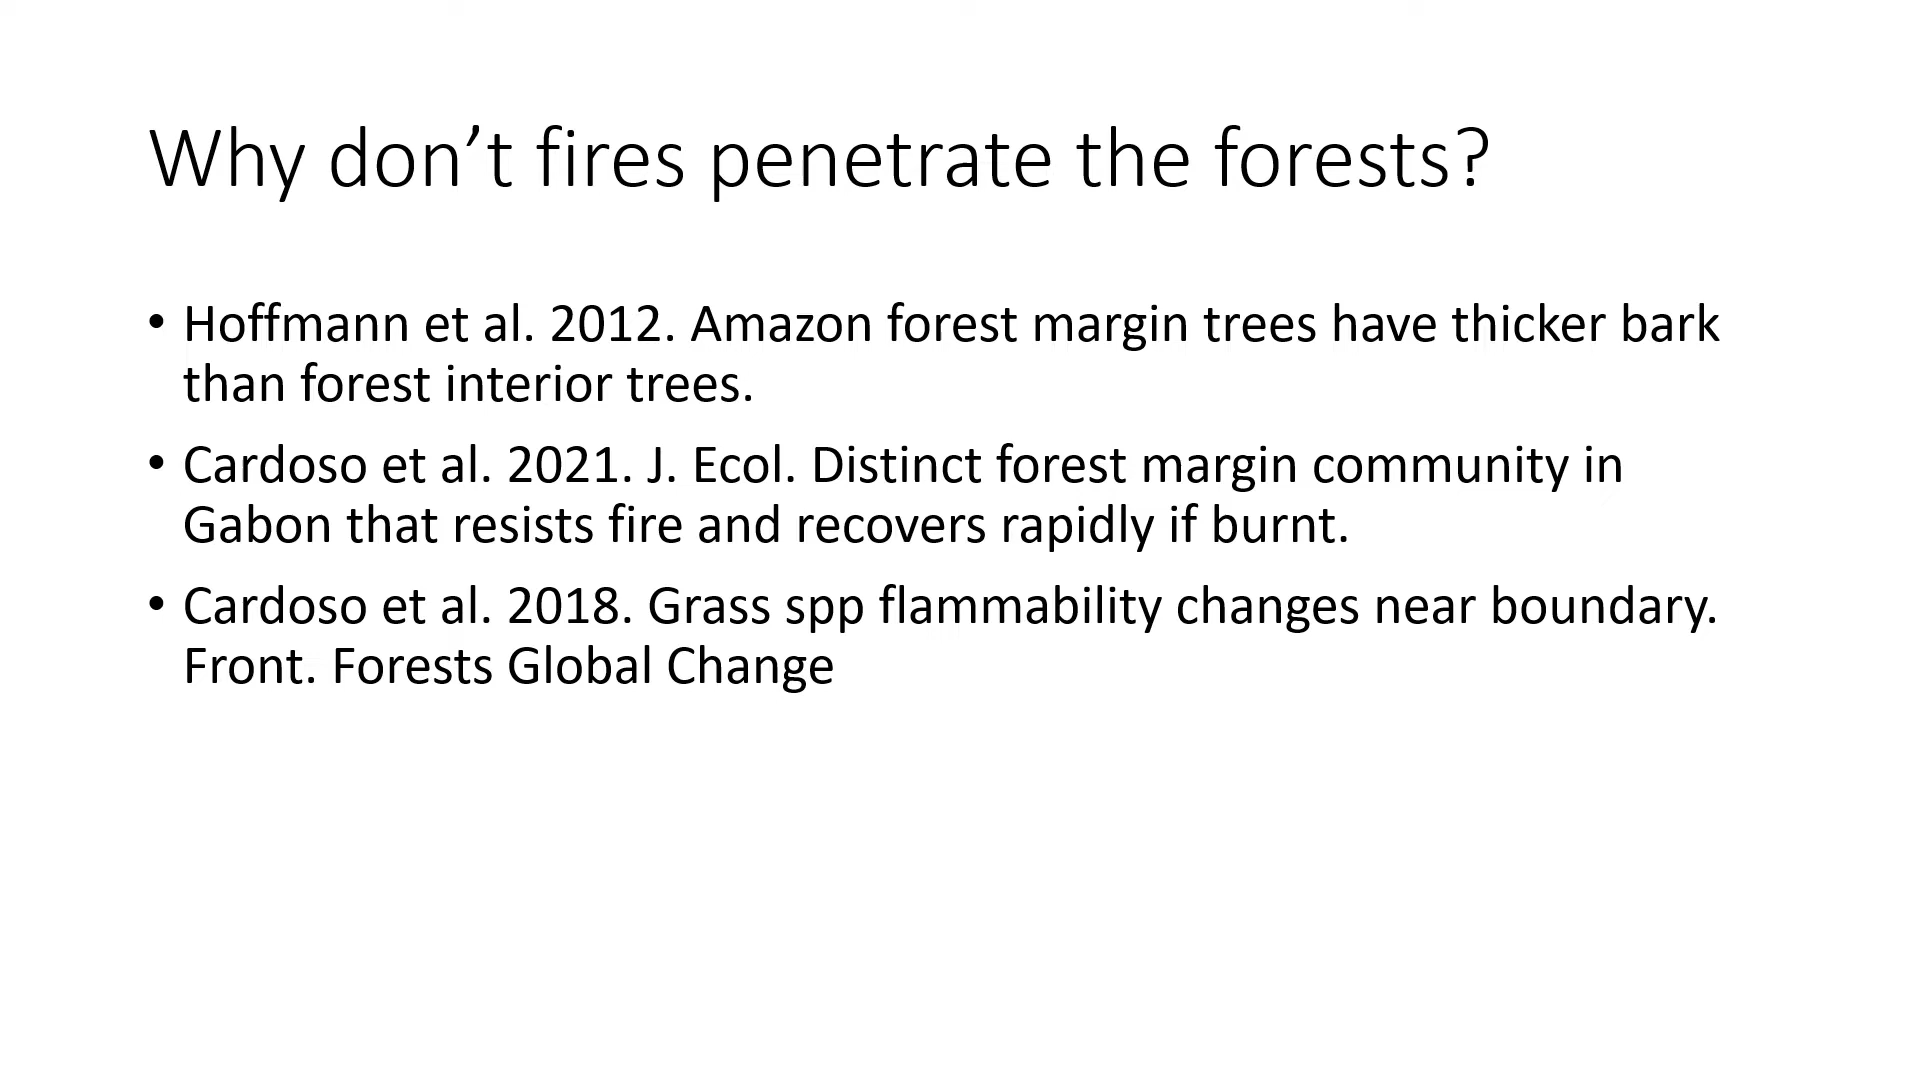 Why don’t fires penetrate the forests?
• Hoffmann et al. 2012. Amazon forest margin trees have thicker bark
than forest interior trees.
• Cardoso et al. 2021. J. Ecol. Distinct forest margin community in
Gabon that resists fire and recovers rapidly if burnt.
• Cardoso et al. 2018. Grass spp flammability changes near boundary.
Front. Forests Global Change